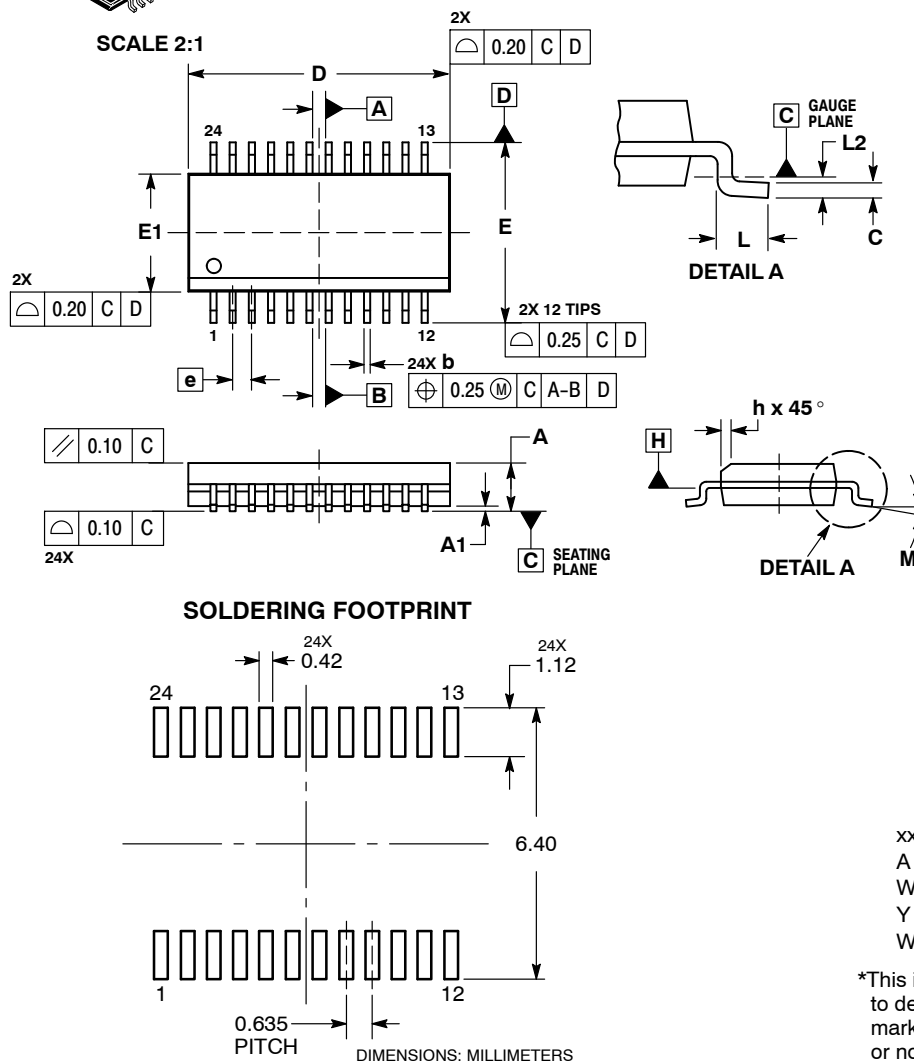 SCALE 2:1
2X
⌓ 0.20 C D
D
A
D
24
13
E1
E
2X
⌓ 0.20 C D
1
12
2X 12 TIPS
⌓ 0.25 C D
e
B
24X b
⌖ 0.25 Ⓜ C A-B D
C GAUGE
PLANE
L2
L
C
DETAIL A
// 0.10 C
A
⌓ 0.10 C
24X
A1
C SEATING
PLANE
h x 45°
H
M
DETAIL A
SOLDERING FOOTPRINT
24X
0.42
24X
1.12
24
13
6.40
1
12
0.635
PITCH
DIMENSIONS: MILLIMETERS
xx
A
W
Y
W
*This
to
or